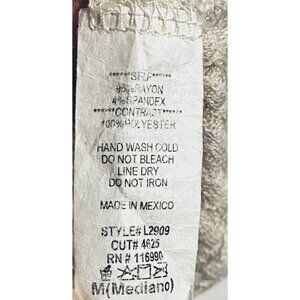 *****SELF*****
96%RAYON
4%SPANDEX
****CONTRAST****
100%POLYESTER
HAND WASH COLD
DO NOT BLEACH
LINE DRY
DO NOT IRON
MADE IN MEXICO
STYLE# L2909
CUT# 4625
RN # 116990
M(Mediano)